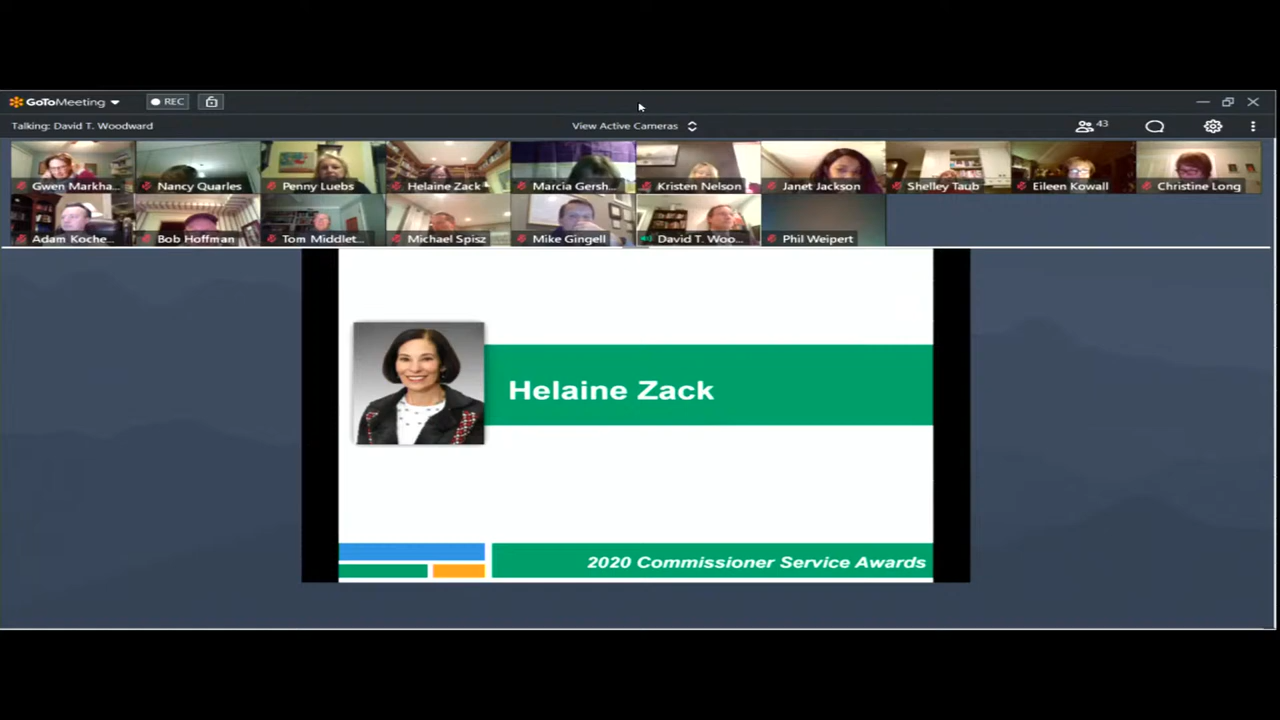 GoToMeeting
REC
Talking: David T. Woodward
View Active Cameras
43
Gwen Markha...
Nancy Quarles
Penny Luebs
Helaine Zack
Marcia Gersh...
Kristen Nelson
Janet Jackson
Shelley Taub
Eileen Kowall
Christine Long
Adam Koche...
Bob Hoffman
Tom Middlet...
Michael Spisz
Mike Gingell
David T. Woo...
Phil Weipert
Helaine Zack
2020 Commissioner Service Awards